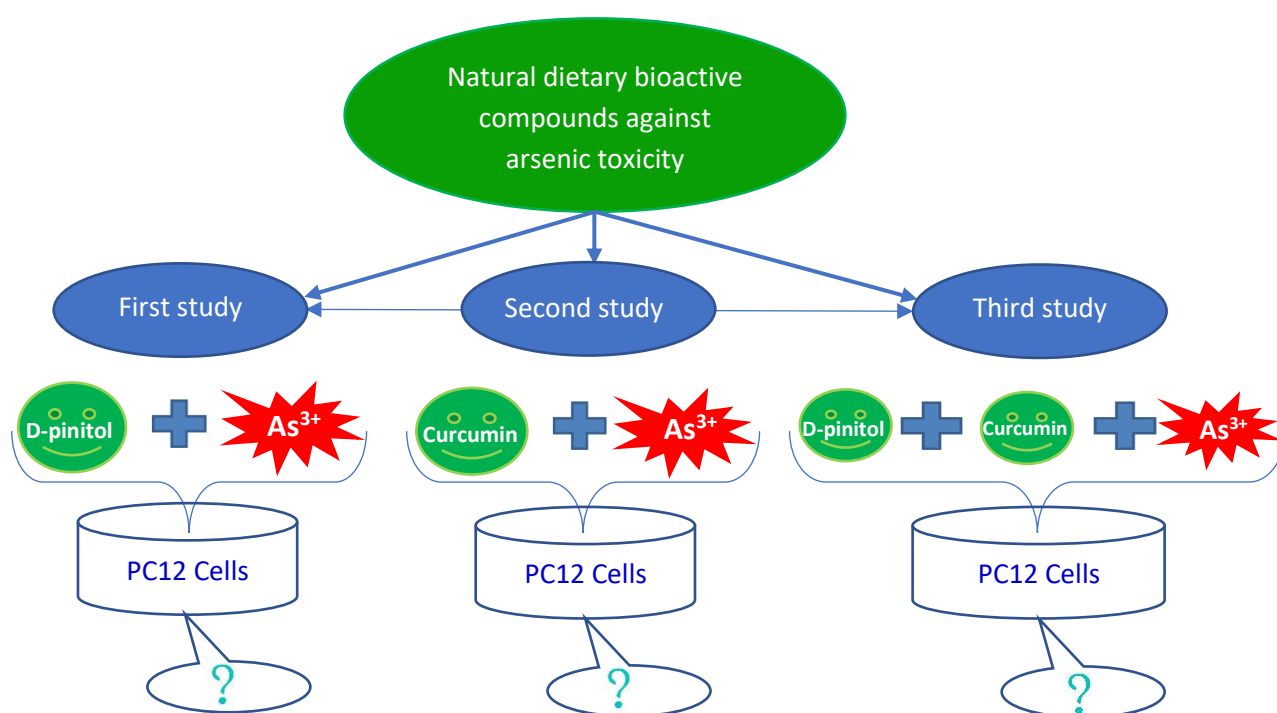 Natural dietary bioactive
compounds against
arsenic toxicity
First study
Second study
Third study
D-pinitol
As³⁺
Curcumin
As³⁺
D-pinitol
Curcumin
As³⁺
PC12 Cells
PC12 Cells
PC12 Cells
?
?
?